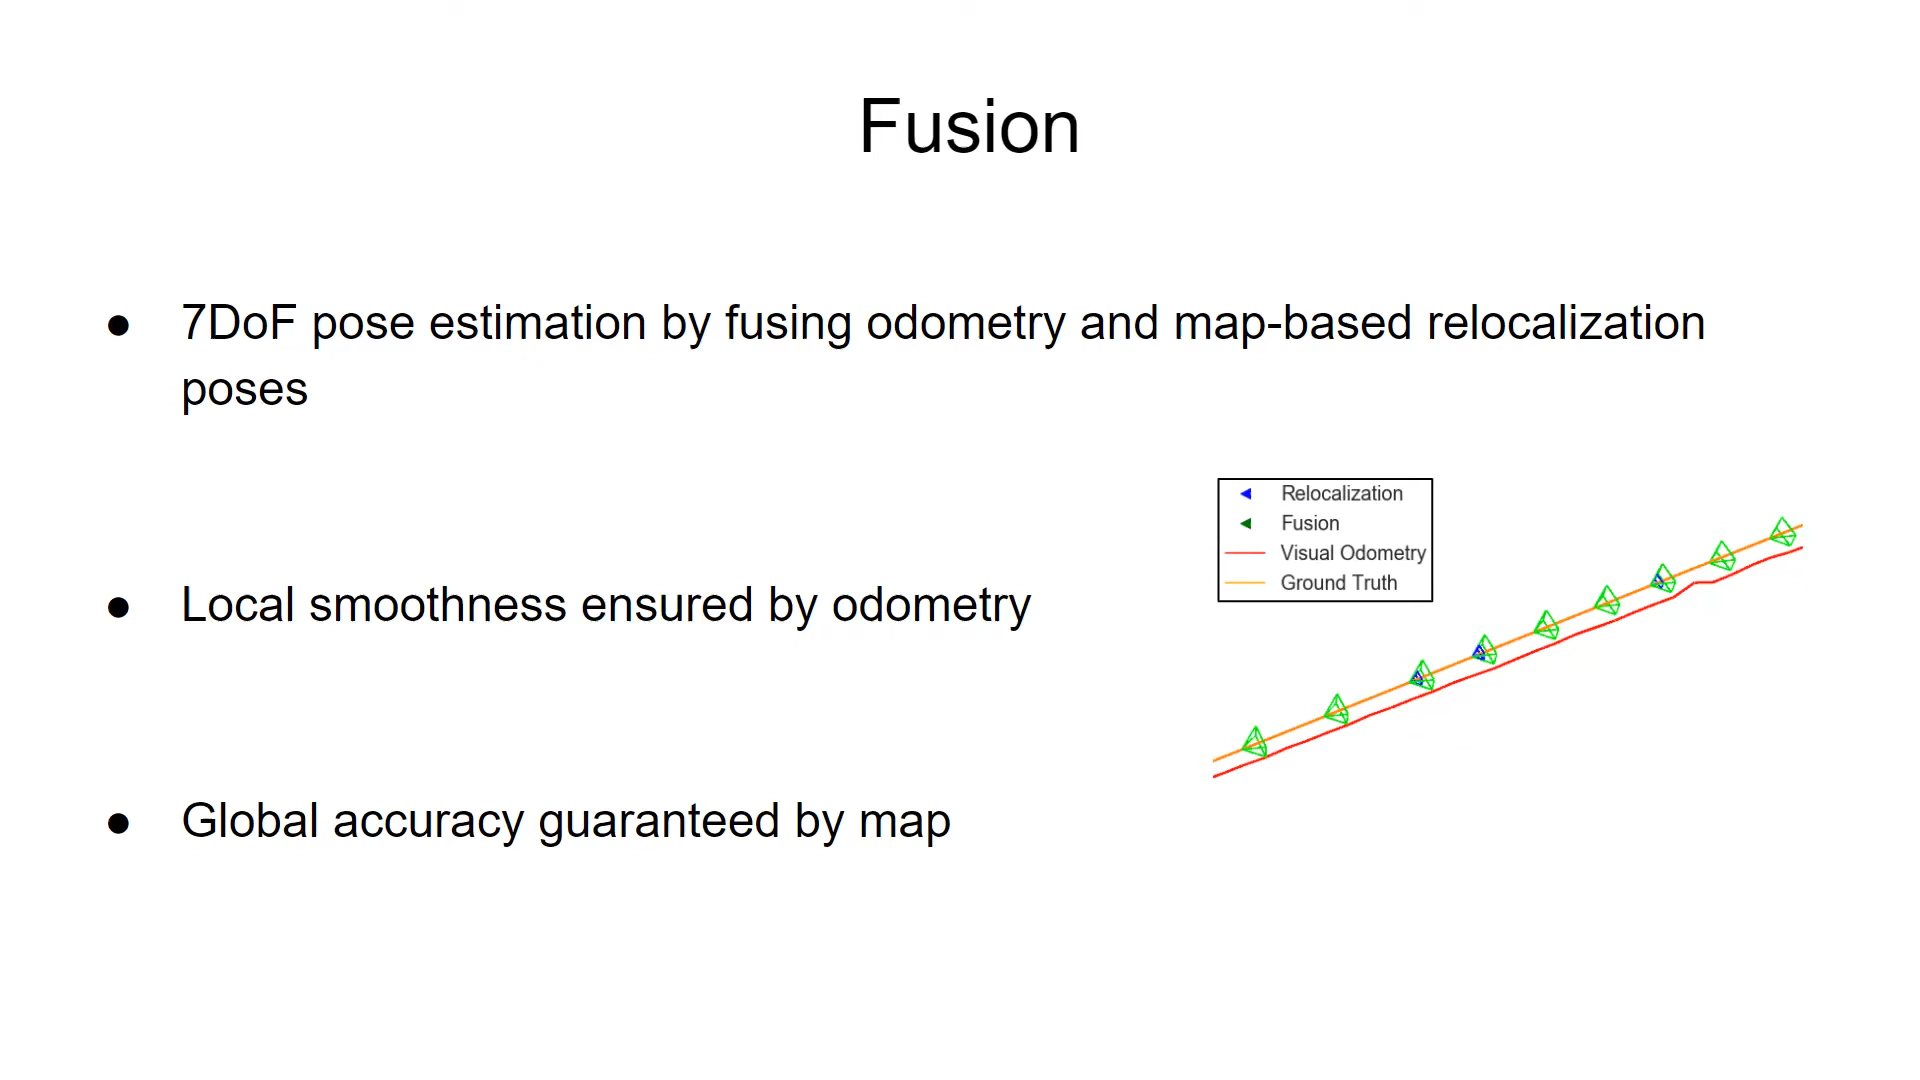 Fusion
● 7DoF pose estimation by fusing odometry and map-based relocalization
poses
Relocalization
Fusion
Visual Odometry
Ground Truth
● Local smoothness ensured by odometry
● Global accuracy guaranteed by map